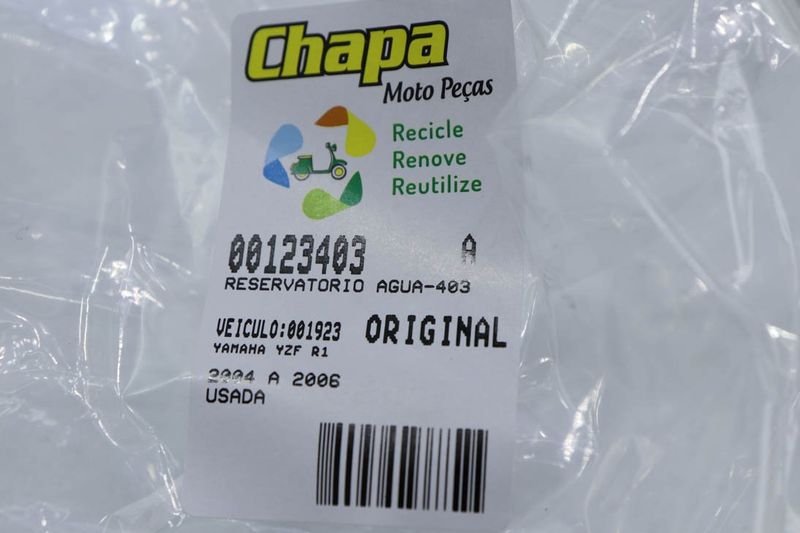 Chapa
Moto Peças
Recicle
Renove
Reutilize
00123403 A
RESERVATORIO AGUA-403
VEICULO:001923 ORIGINAL
YAMAHA YZF R1
2004 A 2006
USADA